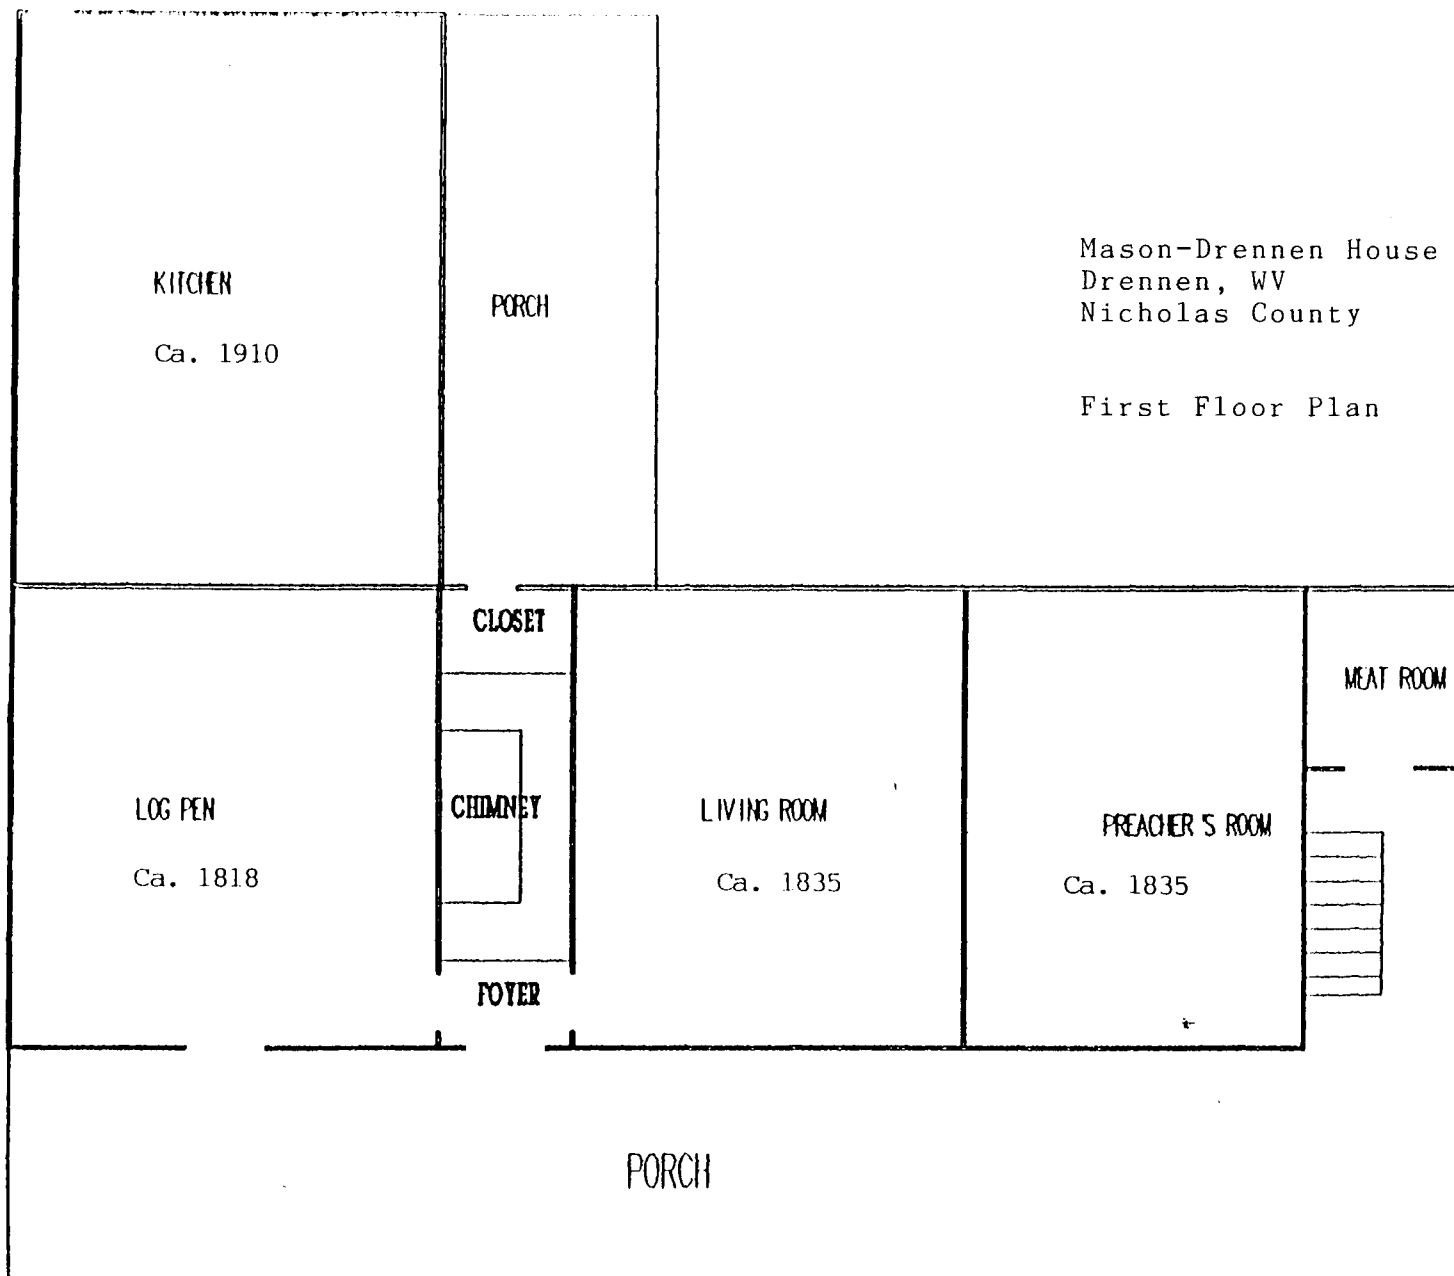 Mason-Drennen House
Drennen, WV
Nicholas County
First Floor Plan
KITCHEN
Ca. 1910
PORCH
CLOSET
MEAT ROOM
LOG PEN
Ca. 1818
CHIMNEY
LIVING ROOM
Ca. 1835
PREACHER'S ROOM
Ca. 1835
FOYER
PORCH